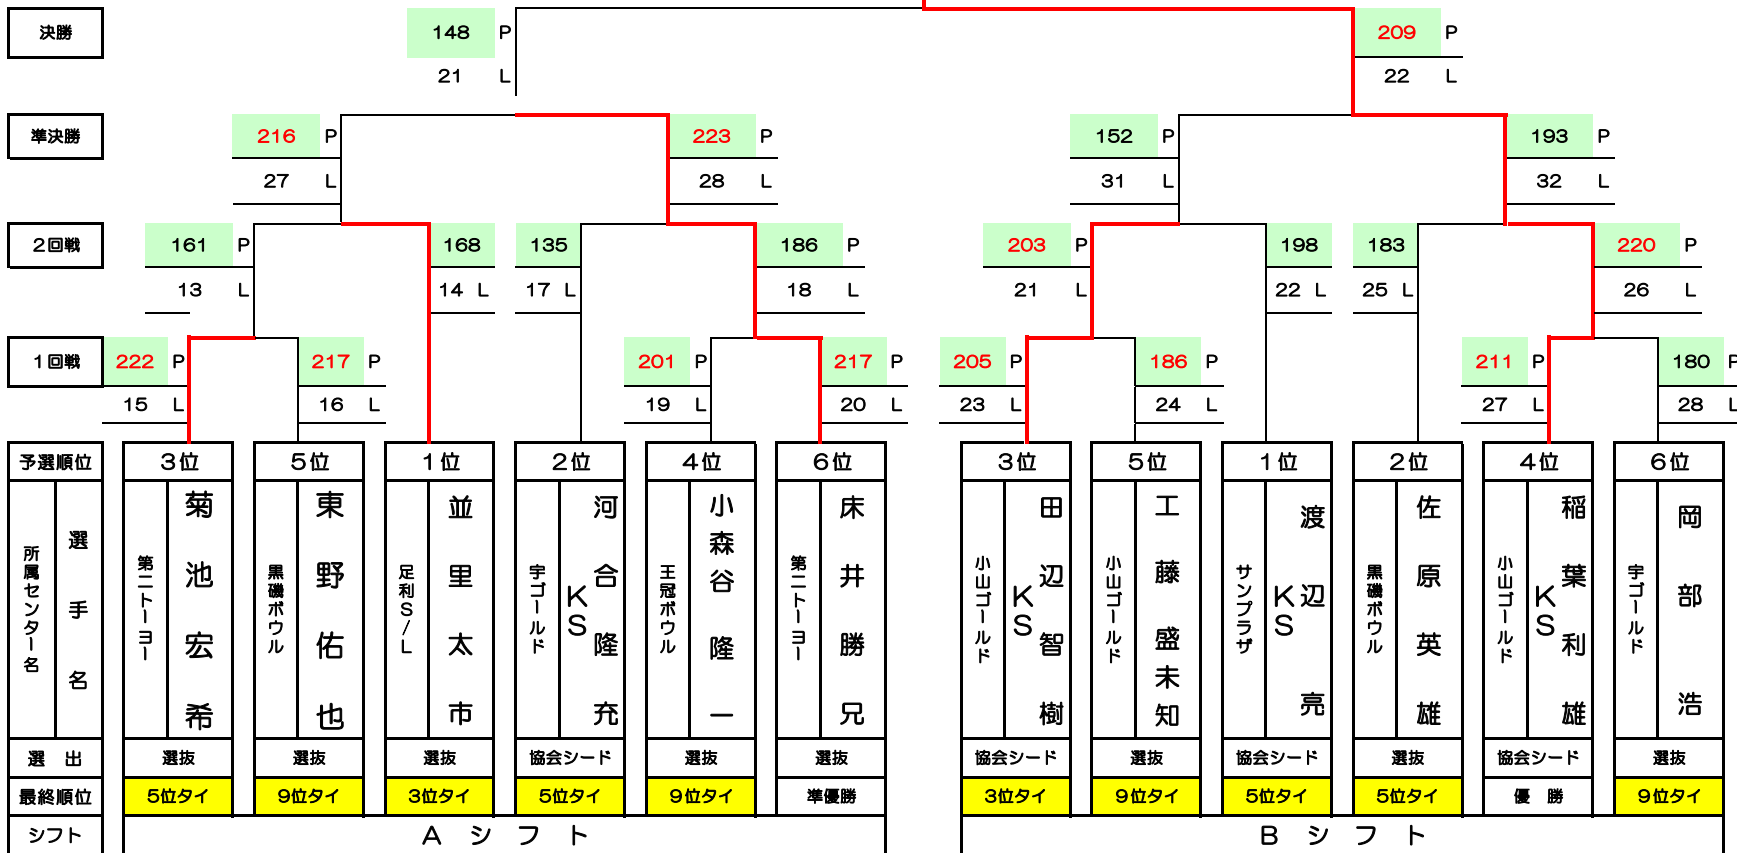 決勝 148 P 209 P
21 L 22 L
準決勝 216 P 223 P 152 P 193 P
27 L 28 L 31 L 32 L
2回戦 161 P 168 135 186 P 203 P 198 183 220 P
13 L 14 L 17 L 18 L 21 L 22 L 25 L 26 L
1回戦 222 P 217 P 201 P 217 P 205 P 186 P 211 P 180 P
15 L 16 L 19 L 20 L 23 L 24 L 27 L 28 L
予選順位 3位 5位 1位 2位 4位 6位 3位 5位 1位 2位 4位 6位
所属センター名
選手名
第二トーヨー
菊池宏希
黒磯ボウル
東野佑也
足利S/L
並里太市
宇ゴールド
KS
河合隆充
王冠ボウル
小森谷隆一
第二トーヨー
床井勝兄
小山ゴールド
KS
田辺智樹
小山ゴールド
工藤盛未知
サンプラザ
KS
渡辺亮
黒磯ボウル
佐原英雄
小山ゴールド
KS
稲葉利雄
宇ゴールド
岡部浩
選出 選抜 選抜 選抜 協会シード 選抜 選抜 協会シード 選抜 協会シード 選抜 協会シード 選抜
最終順位 5位タイ 9位タイ 3位タイ 5位タイ 9位タイ 準優勝 3位タイ 9位タイ 5位タイ 5位タイ 優勝 9位タイ
シフト Aシフト Bシフト